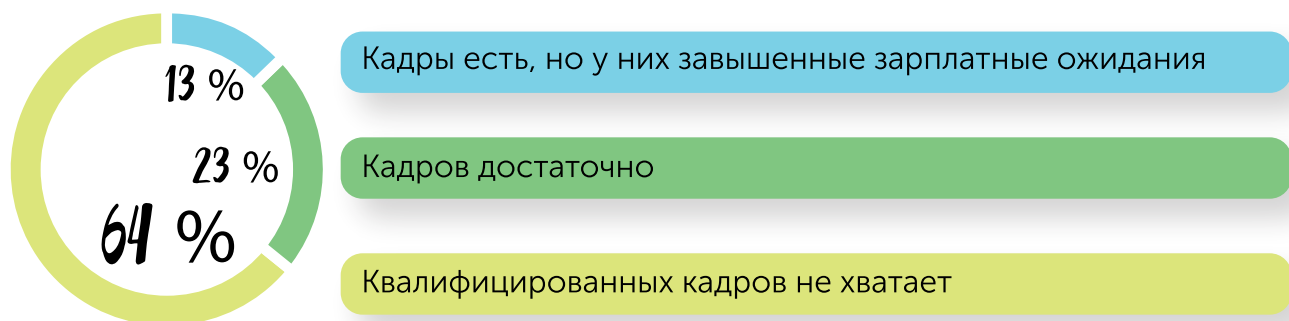 13 %
Кадры есть, но у них завышенные зарплатные ожидания
23 %
Кадров достаточно
64 %
Квалифицированных кадров не хватает